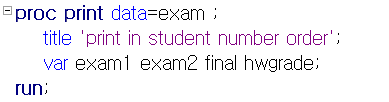 proc print data=exam ;
title 'print in student number order';
var exam1 exam2 final hwgrade;
run;